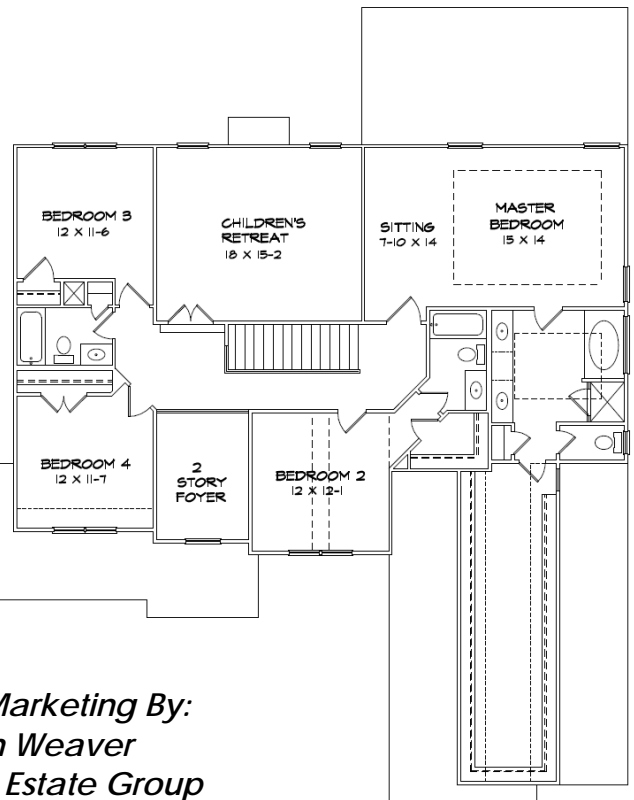 BEDROOM 3
12 X 11-6
CHILDREN'S
RETREAT
18 X 15-2
SITTING
7-10 X 14
MASTER
BEDROOM
15 X 14
BEDROOM 4
12 X 11-7
2
STORY
FOYER
BEDROOM 2
12 X 12-1
Marketing By:
Weaver
Estate Group